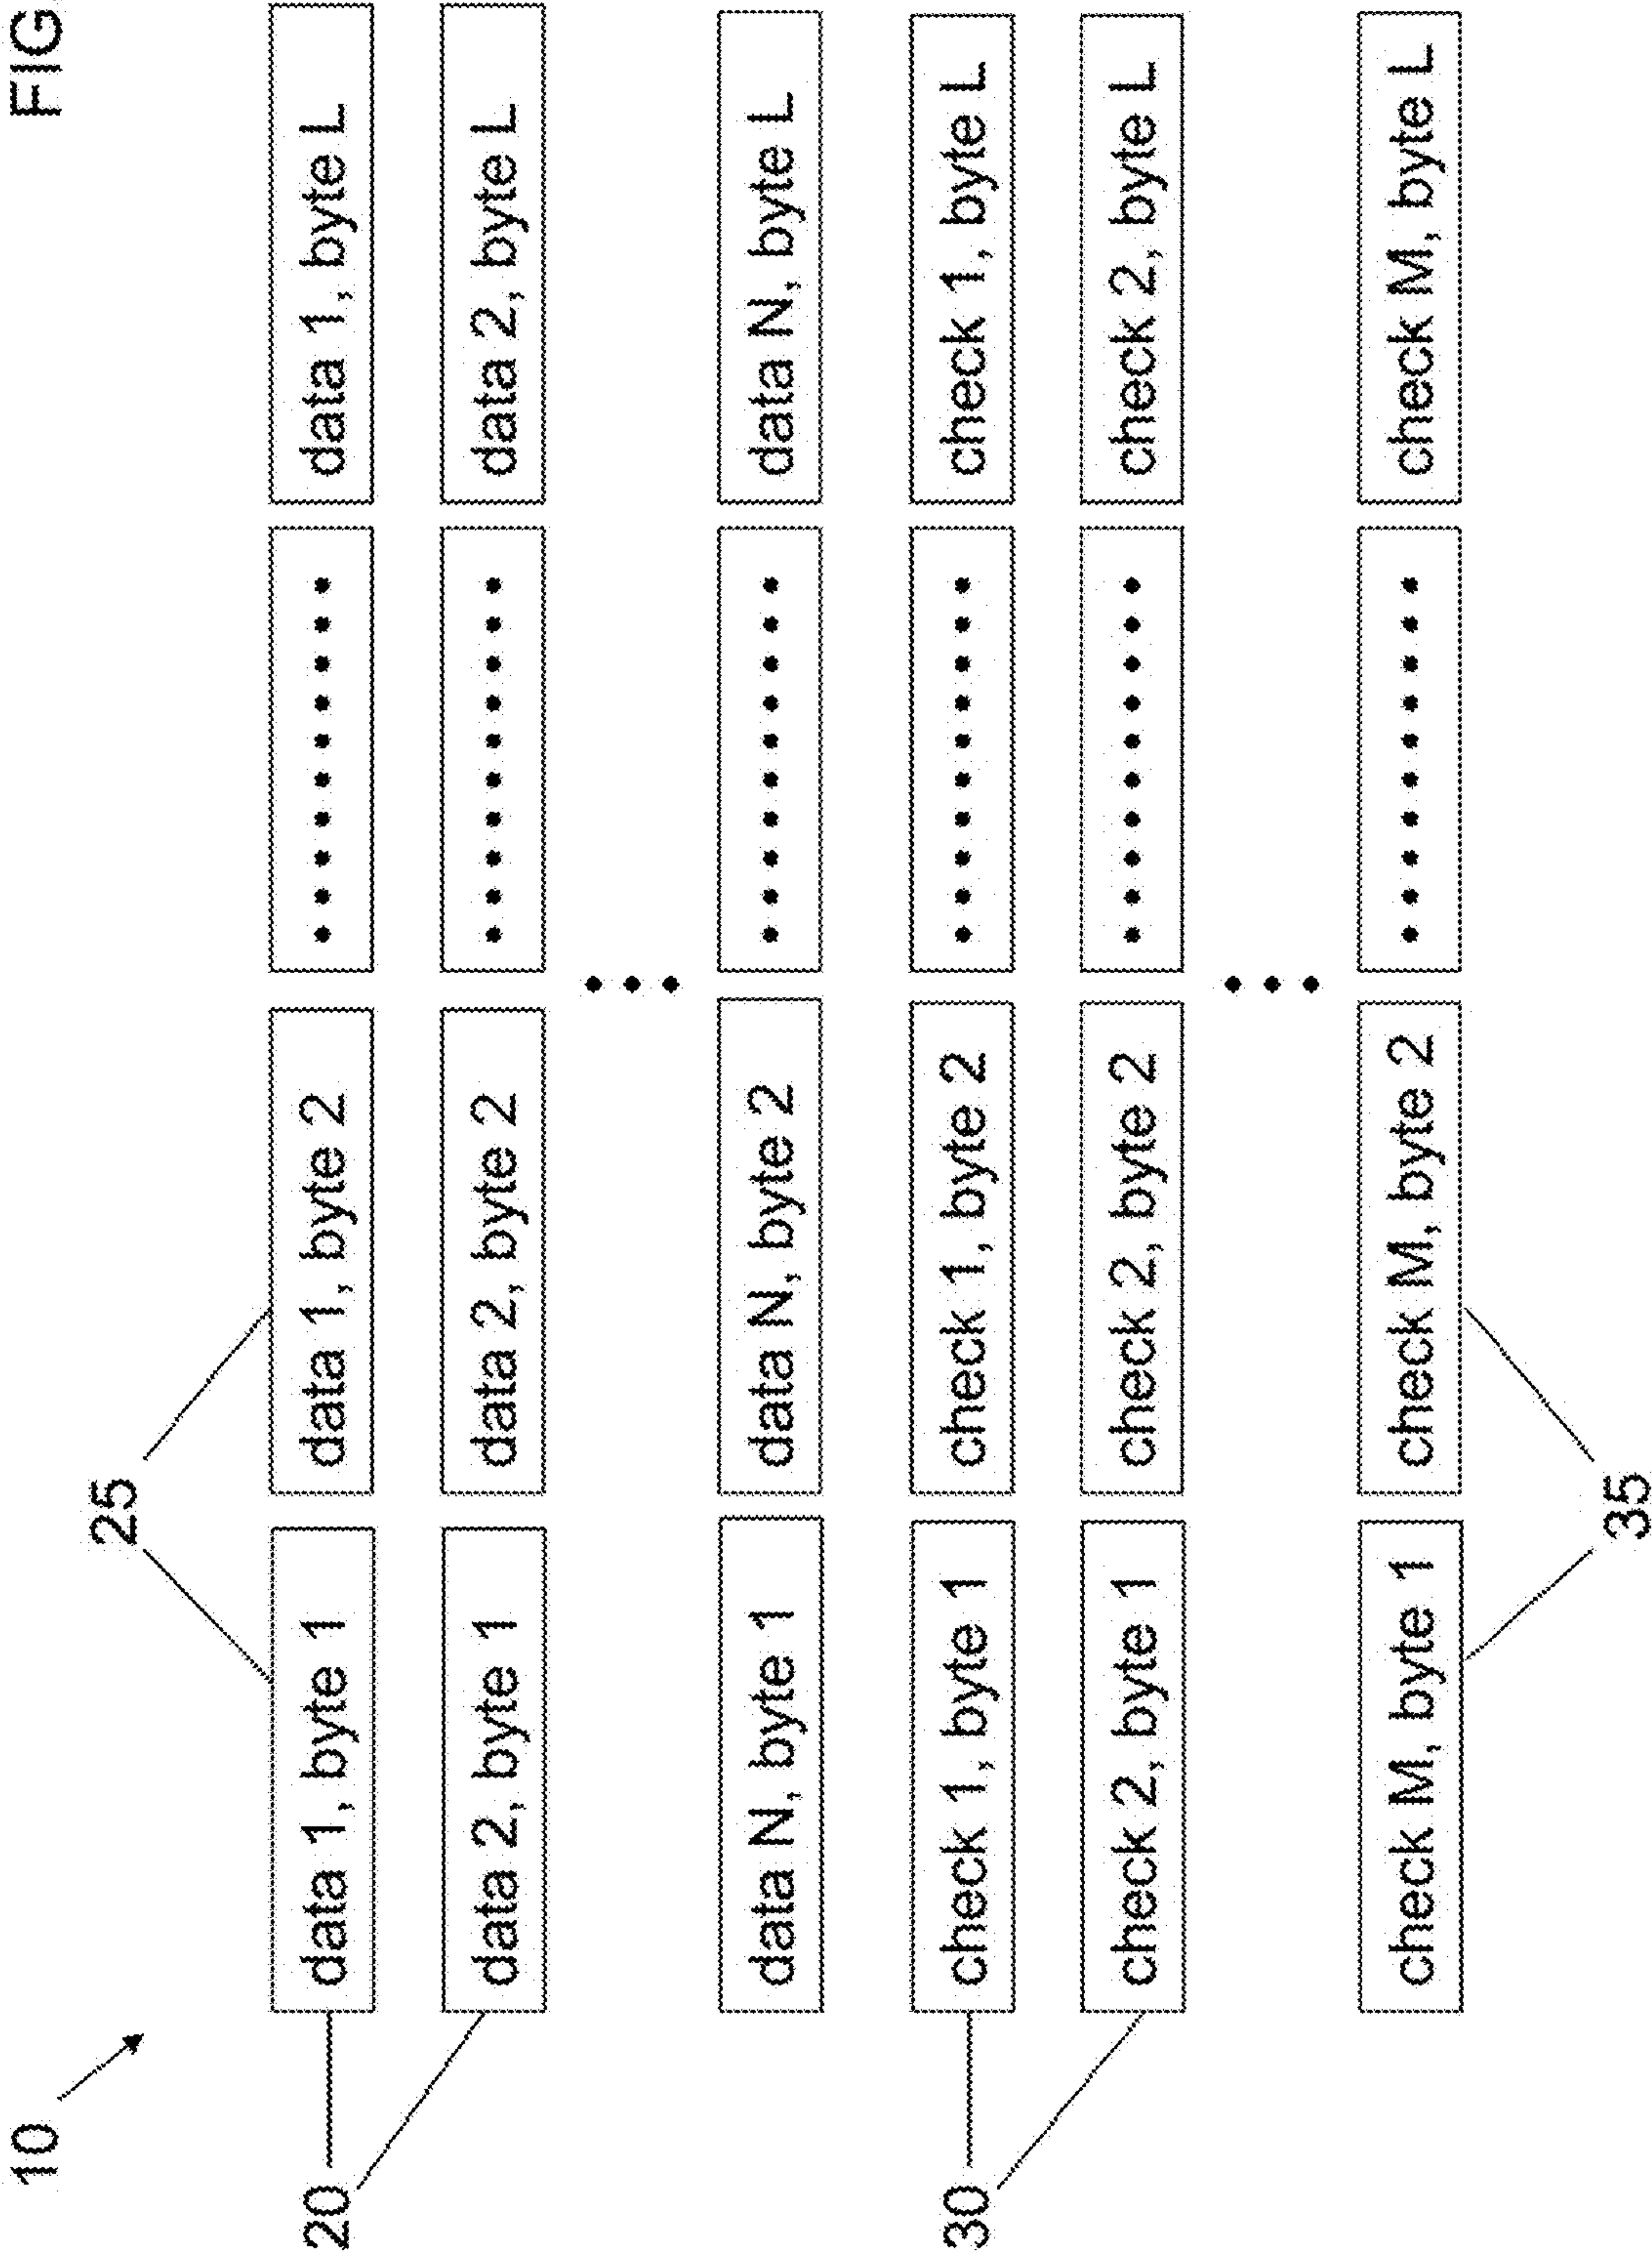 FIG
10
25
20
data 1, byte 1 data 1, byte 2 .......... data 1, byte L
data 2, byte 1 data 2, byte 2 .......... data 2, byte L
...
data N, byte 1 data N, byte 2 .......... data N, byte L
30
check 1, byte 1 check 1, byte 2 .......... check 1, byte L
check 2, byte 1 check 2, byte 2 .......... check 2, byte L
...
check M, byte 1 check M, byte 2 .......... check M, byte L
35